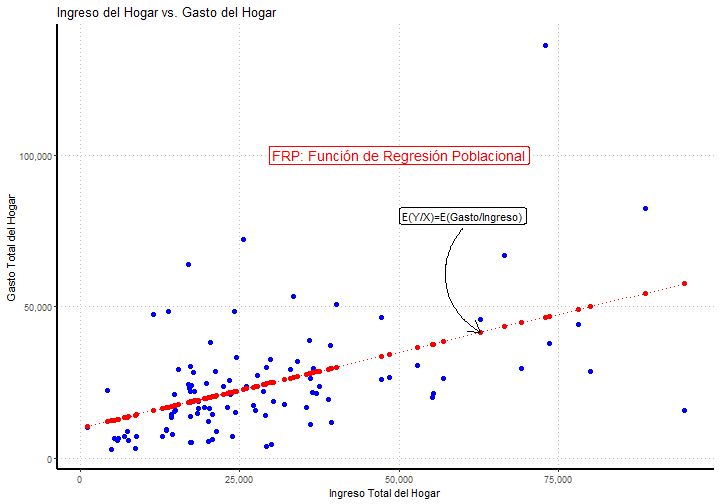 Ingreso del Hogar vs. Gasto del Hogar
100,000
FRP: Función de Regresión Poblacional
E(Y/X)=E(Gasto/Ingreso)
Gasto Total del Hogar
50,000
0
0
25,000
50,000
75,000
Ingreso Total del Hogar